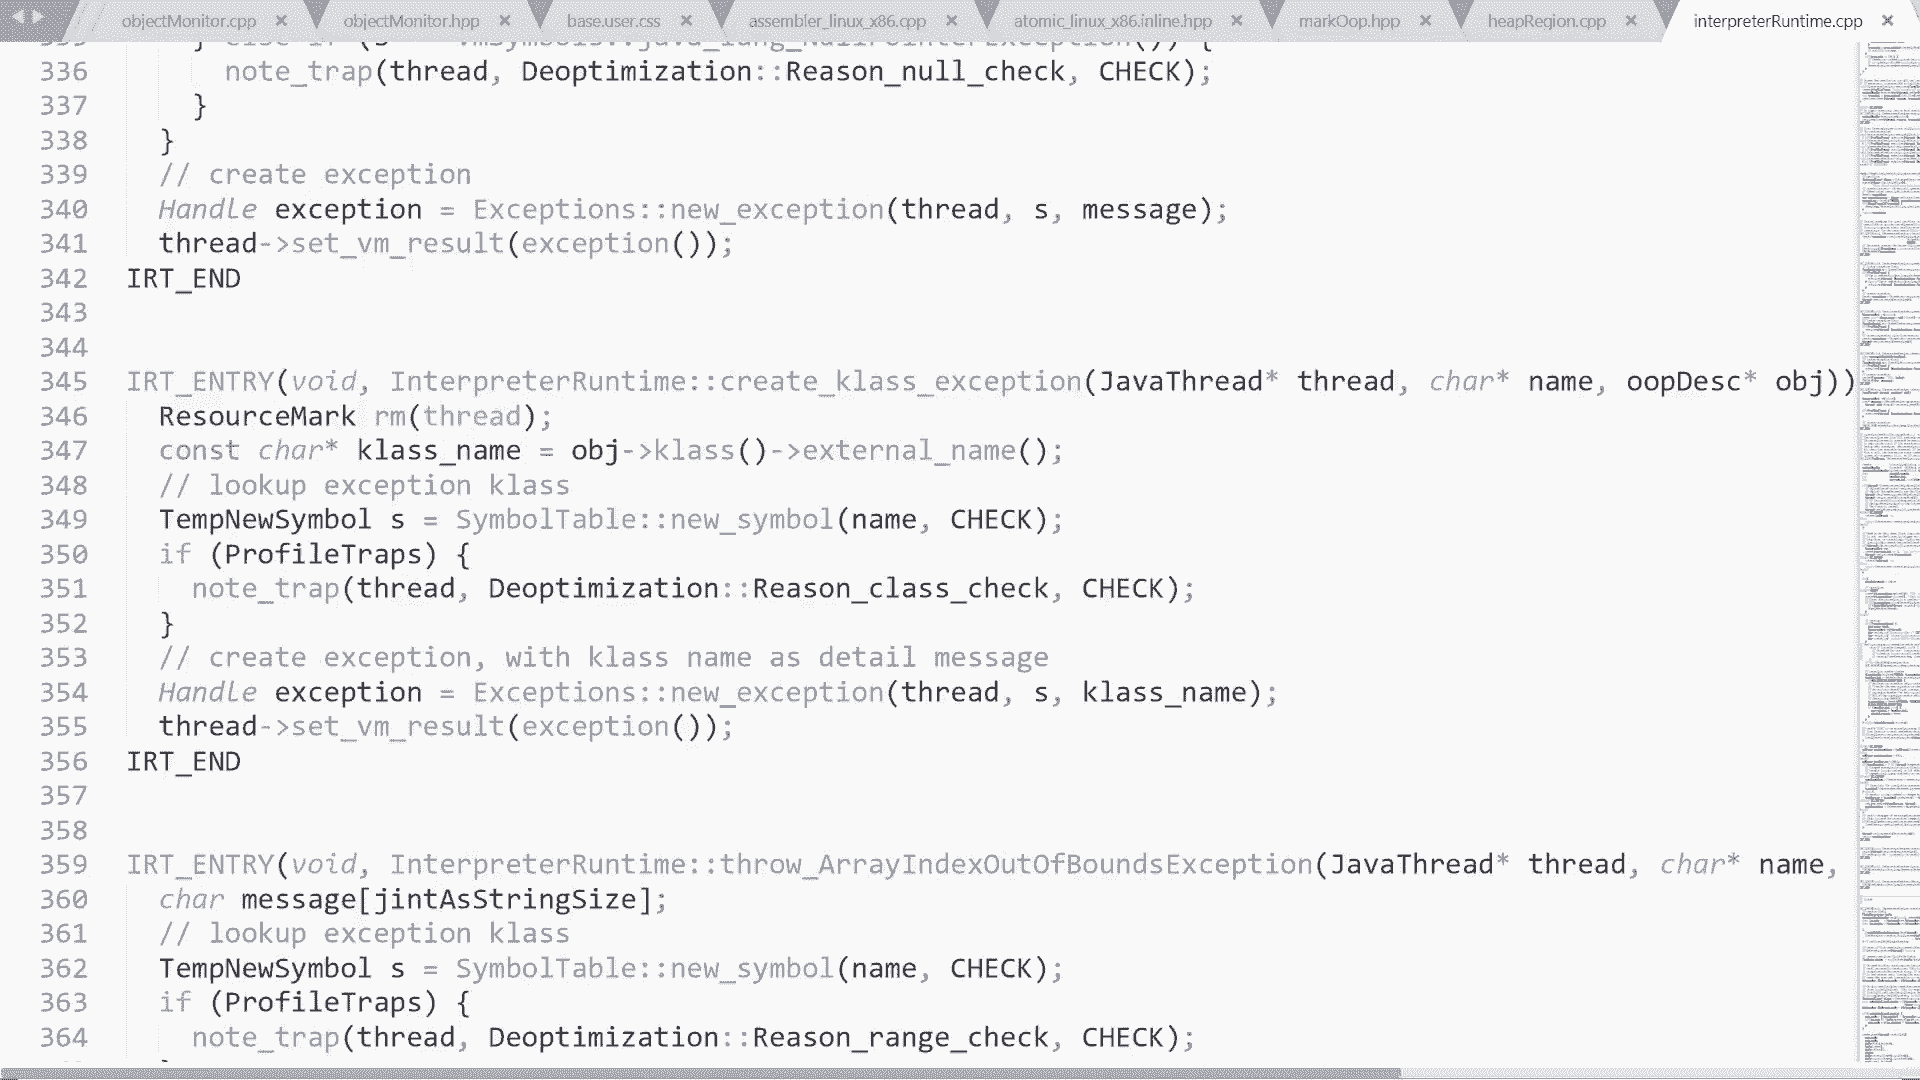 objectMonitor.cpp × objectMonitor.hpp × base.user.css × assembler_linux_x86.cpp × atomic_linux_x86.inline.hpp × markOop.hpp × heapRegion.cpp × interpreterRuntime.cpp ×
336 note_trap(thread, Deoptimization::Reason_null_check, CHECK);
337 }
338 }
339 // create exception
340 Handle exception = Exceptions::new_exception(thread, s, message);
341 thread->set_vm_result(exception());
342 IRT_END
343
344
345 IRT_ENTRY(void, InterpreterRuntime::create_klass_exception(JavaThread* thread, char* name, oopDesc* obj))
346 ResourceMark rm(thread);
347 const char* klass_name = obj->klass()->external_name();
348 // lookup exception klass
349 TempNewSymbol s = SymbolTable::new_symbol(name, CHECK);
350 if (ProfileTraps) {
351 note_trap(thread, Deoptimization::Reason_class_check, CHECK);
352 }
353 // create exception, with klass name as detail message
354 Handle exception = Exceptions::new_exception(thread, s, klass_name);
355 thread->set_vm_result(exception());
356 IRT_END
357
358
359 IRT_ENTRY(void, InterpreterRuntime::throw_ArrayIndexOutOfBoundsException(JavaThread* thread, char* name,
360 char message[jintAsStringSize];
361 // lookup exception klass
362 TempNewSymbol s = SymbolTable::new_symbol(name, CHECK);
363 if (ProfileTraps) {
364 note_trap(thread, Deoptimization::Reason_range_check, CHECK);